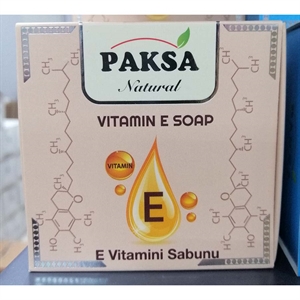 PAKSA
Natural
VITAMIN E SOAP
VITAMIN
E
E Vitamini Sabunu